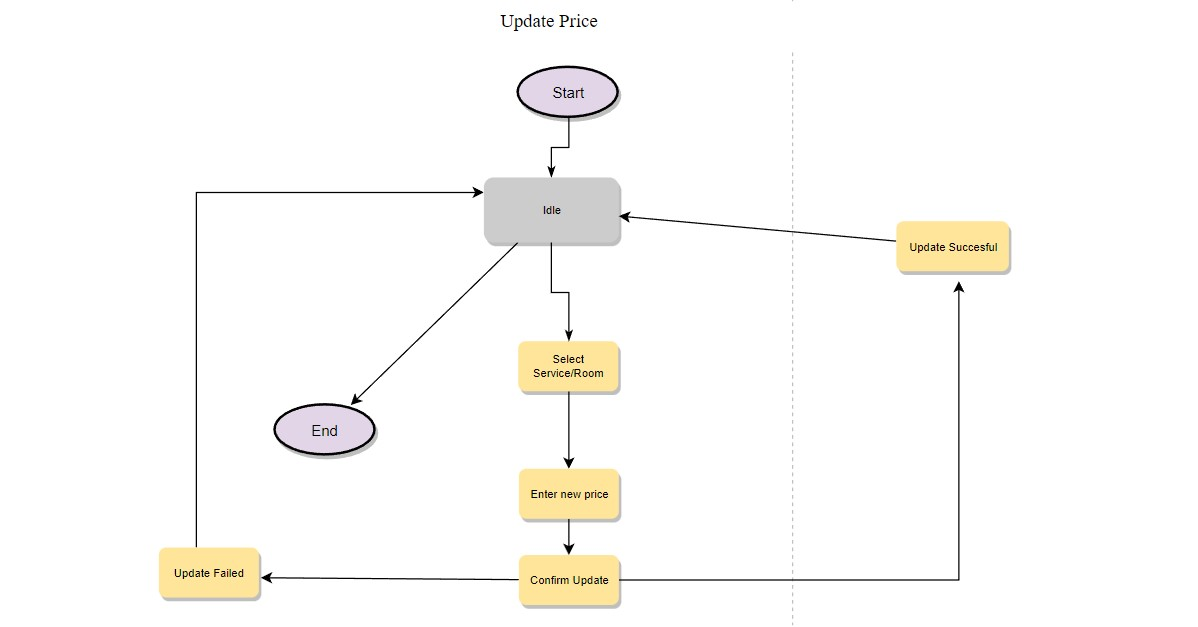 Update Price
Start
Idle
Update Succesful
Select
Service/Room
End
Enter new price
Update Failed
Confirm Update